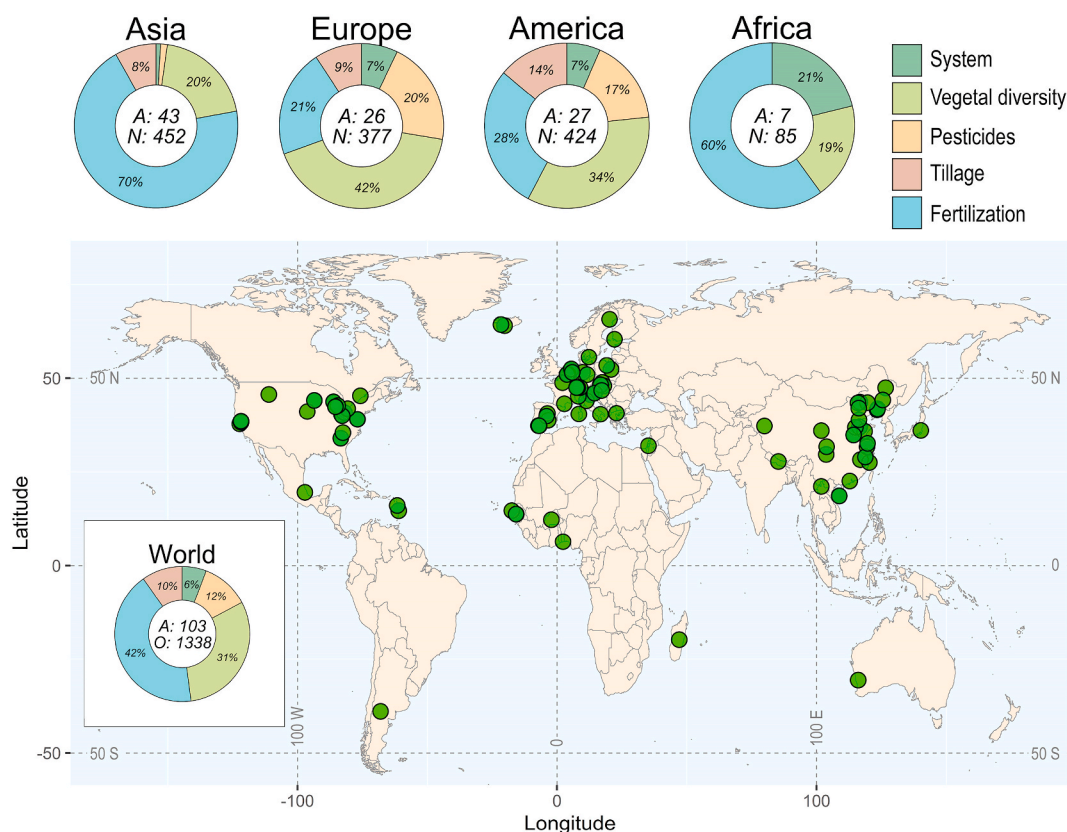 Asia
Europe
America
Africa
8%
20%
70%
A: 43
N: 452
9%
7%
20%
21%
42%
A: 26
N: 377
14%
7%
17%
28%
34%
A: 27
N: 424
21%
60%
19%
A: 7
N: 85
System
Vegetal diversity
Pesticides
Tillage
Fertilization
Latitude
50
0
-50
50 N
50 N
0
50 S
50 S
100 W
0
100 E
World
10%
6%
12%
42%
31%
A: 103
O: 1338
-100
0
100
Longitude